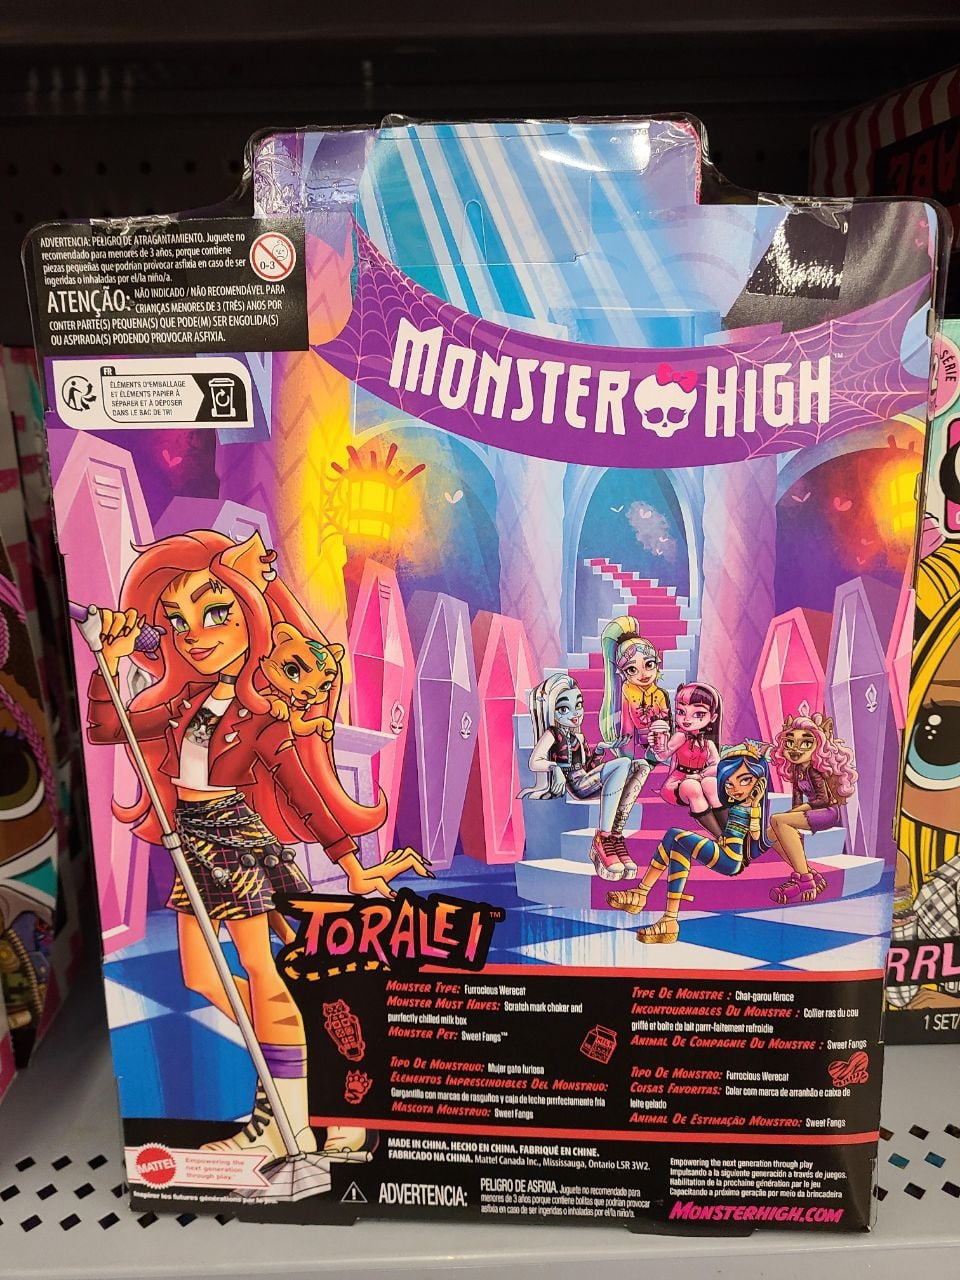 ADVERTENCIA: PELIGRO DE ATRAGANTAMIENTO. Juguete no
recomendado para menores de 3 años, porque contiene
piezas pequeñas que podrían provocar asfixia en caso de ser
ingeridas o inhaladas por el/la niño/a.
0-3
ATENÇÃO: NÃO INDICADO / NÃO RECOMENDÁVEL PARA
CRIANÇAS MENORES DE 3 (TRÊS) ANOS POR
CONTER PARTE(S) PEQUENA(S) QUE PODE(M) SER ENGOLIDA(S)
OU ASPIRADA(S) PODENDO PROVOCAR ASFIXIA.
FR
ÉLÉMENTS D'EMBALLAGE
ET ÉLÉMENTS PAPIER À
SÉPARER ET À DÉPOSER
DANS LE BAC DE TRI
MONSTER HIGH™
TORALEI™
MONSTER TYPE: Furrocious Werecat
MONSTER MUST HAVES: Scratch mark choker and
purrfectly chilled milk box
MONSTER PET: Sweet Fangs™
TIPO DE MONSTRUO: Mujer gato furiosa
ELEMENTOS IMPRESCINDIBLES DEL MONSTRUO:
Gargantilla con marcas de rasguños y caja de leche prrrfectamente fría
MASCOTA MONSTRUO: Sweet Fangs
TYPE DE MONSTRE : Chat-garou féroce
INCONTOURNABLES DU MONSTRE : Collier ras du cou
griffé et boîte de lait parrr-faitement refroidie
ANIMAL DE COMPAGNIE DU MONSTRE : Sweet Fangs
MILK
TIPO DE MONSTRO: Furrocious Werecat
COISAS FAVORITAS: Colar com marca de arranhão e caixa de
leite gelado
ANIMAL DE ESTIMAÇÃO MONSTRO: Sweet Fangs
MATTEL
Empowering the
next generation
through play.
MADE IN CHINA. HECHO EN CHINA. FABRIQUÉ EN CHINE.
FABRICADO NA CHINA. Mattel Canada Inc., Mississauga, Ontario L5R 3W2.
ADVERTENCIA: PELIGRO DE ASFIXIA. Juguete no recomendado para
menores de 3 años porque contiene bolitas que podrían provocar
asfixia en caso de ser ingeridas o inhaladas por el/la niño/a.
Empowering the next generation through play
Impulsando a la siguiente generación a través de juegos.
Habilitation de la prochaine génération par le jeu
Capacitando a próxima geração por meio da brincadeira
MONSTERHIGH.COM
SÉRIE
1 SET/